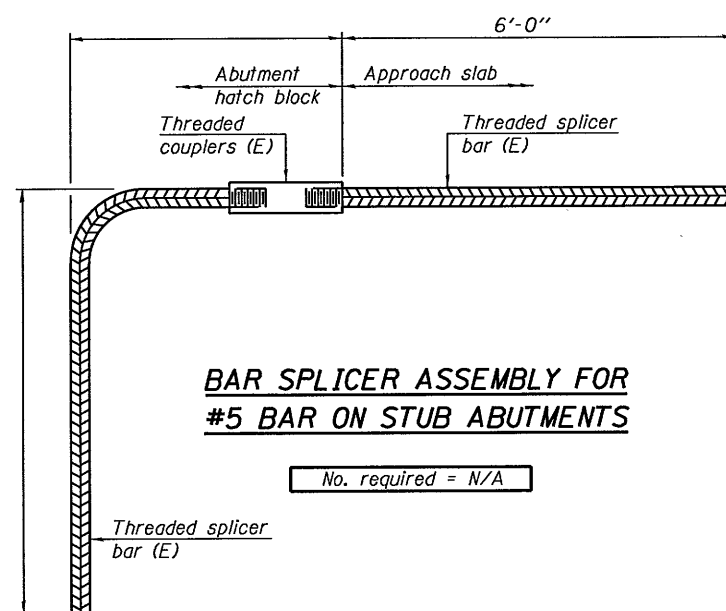 6'-0"
Abutment
hatch block
Approach slab
Threaded
couplers (E)
Threaded splicer
bar (E)
BAR SPLICER ASSEMBLY FOR
#5 BAR ON STUB ABUTMENTS
No. required = N/A
Threaded splicer
bar (E)